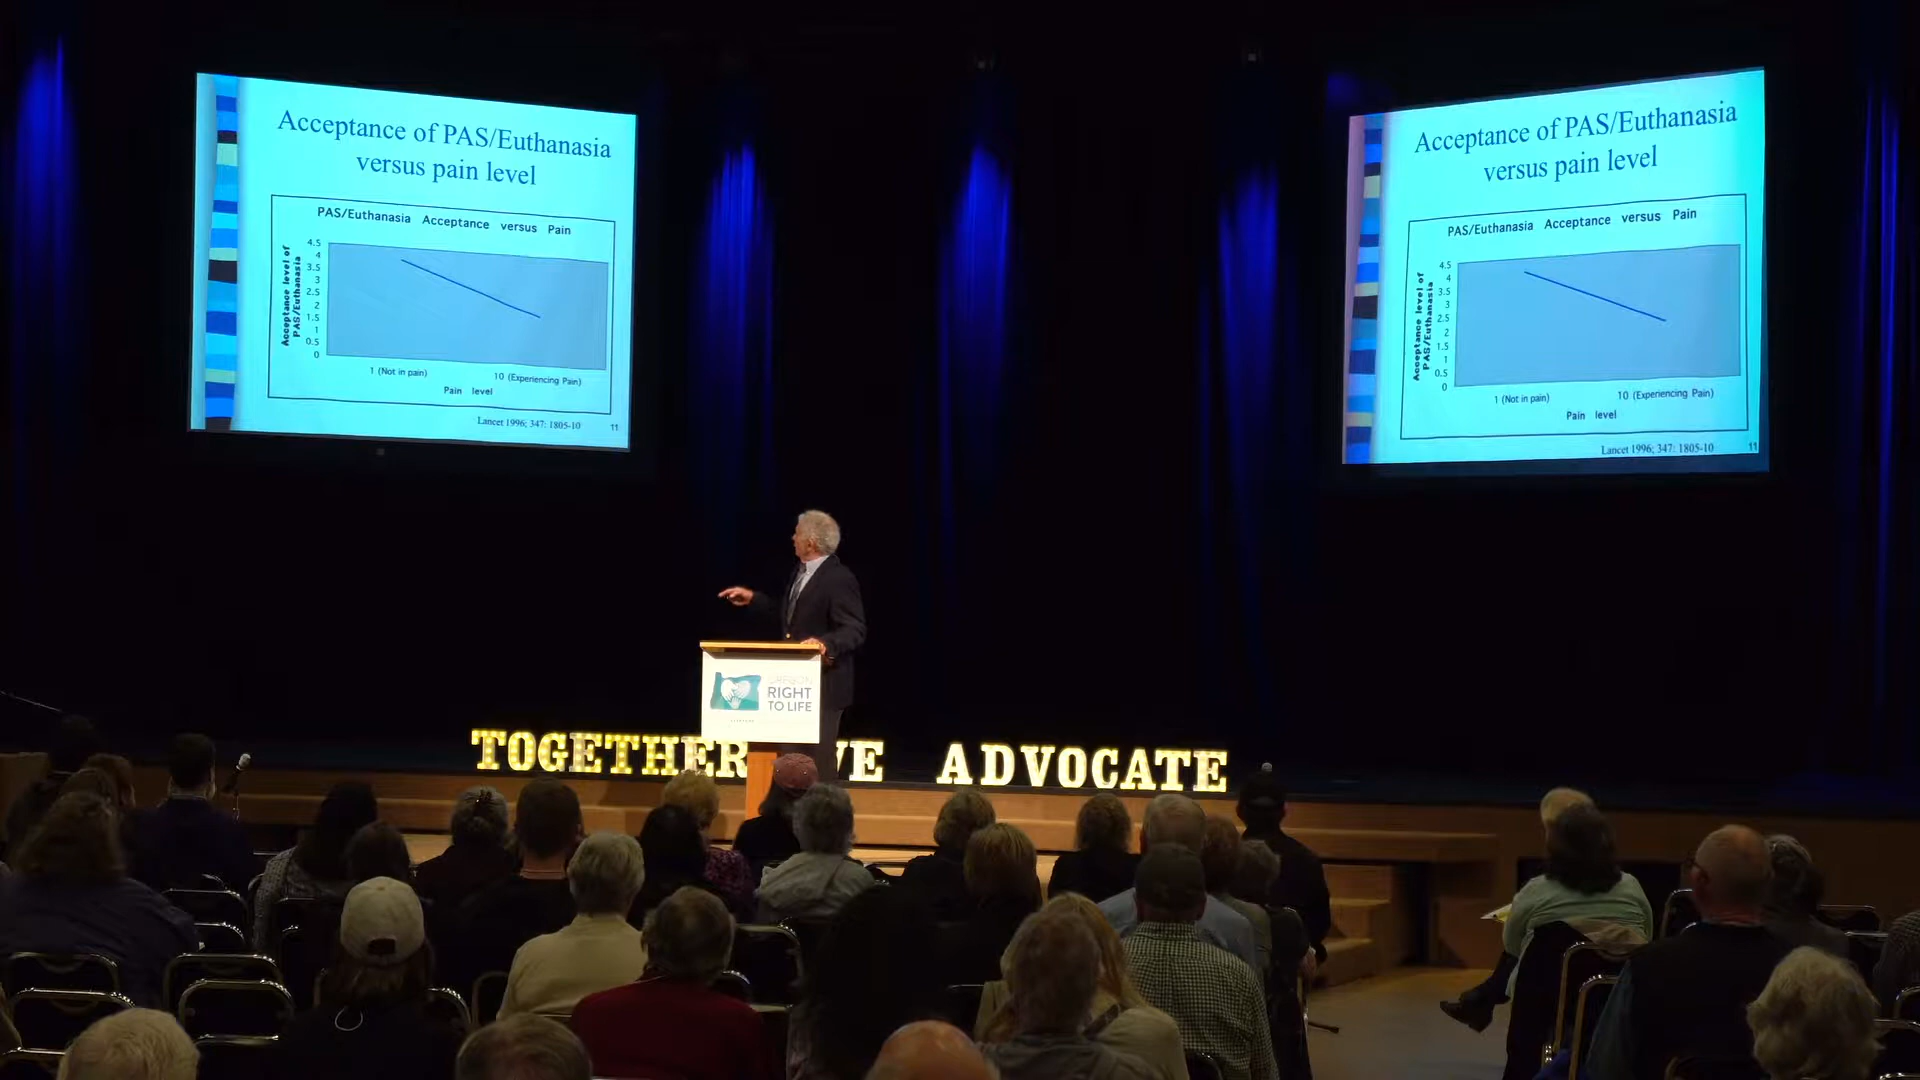 Acceptance of PAS/Euthanasia
versus pain level
PAS/Euthanasia Acceptance versus Pain
Acceptance level of
PAS/Euthanasia
4.5
4
3.5
3
2.5
2
1.5
1
0.5
0
1 (Not in pain)
10 (Experiencing Pain)
Pain level
Lancet 1996; 347: 1805-10
11
Acceptance of PAS/Euthanasia
versus pain level
PAS/Euthanasia Acceptance versus Pain
Acceptance level of
PAS/Euthanasia
4.5
4
3.5
3
2.5
2
1.5
1
0.5
0
1 (Not in pain)
10 (Experiencing Pain)
Pain level
Lancet 1996; 347: 1805-10
11
OREGON
RIGHT
TO LIFE
TOGETHER WE ADVOCATE